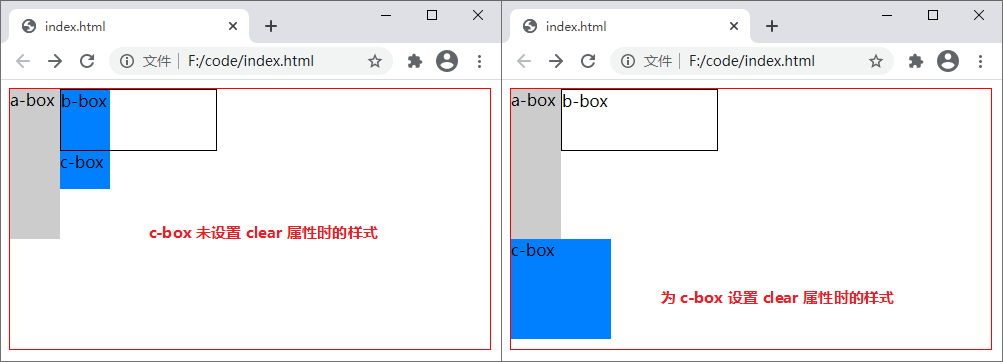 index.html
文件 F:/code/index.html
a-box
b-box
c-box
c-box 未设置 clear 属性时的样式
index.html
文件 F:/code/index.html
a-box
b-box
c-box
为 c-box 设置 clear 属性时的样式